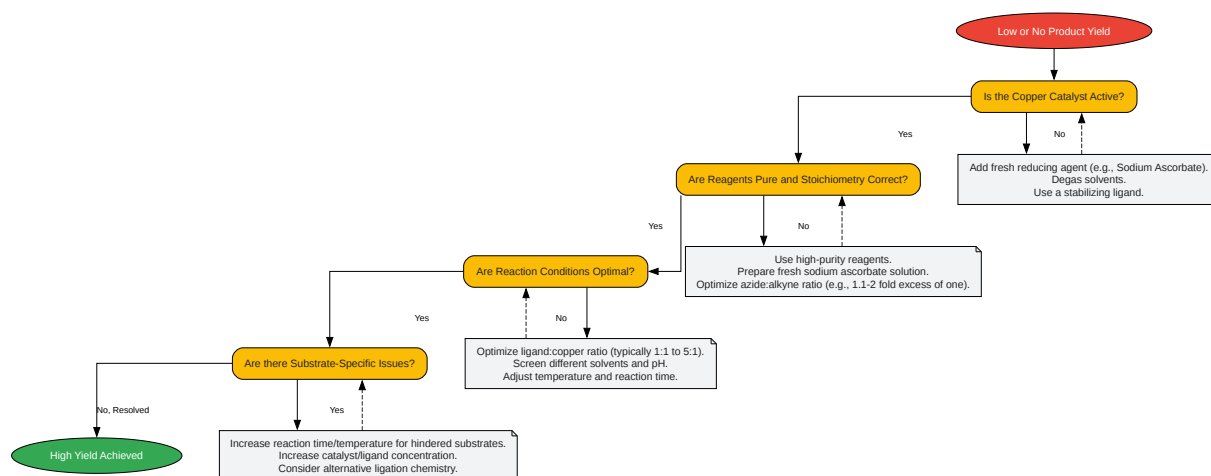 Low or No Product Yield
Is the Copper Catalyst Active?
Yes
No
Add fresh reducing agent (e.g., Sodium Ascorbate).
Degas solvents.
Use a stabilizing ligand.
Are Reagents Pure and Stoichiometry Correct?
Yes
No
Use high-purity reagents.
Prepare fresh sodium ascorbate solution.
Optimize azide:alkyne ratio (e.g., 1.1-2 fold excess of one).
Are Reaction Conditions Optimal?
Yes
No
Optimize ligand:copper ratio (typically 1:1 to 5:1).
Screen different solvents and pH.
Adjust temperature and reaction time.
Are there Substrate-Specific Issues?
No, Resolved
Yes
Increase reaction time/temperature for hindered substrates.
Increase catalyst/ligand concentration.
Consider alternative ligation chemistry.
High Yield Achieved